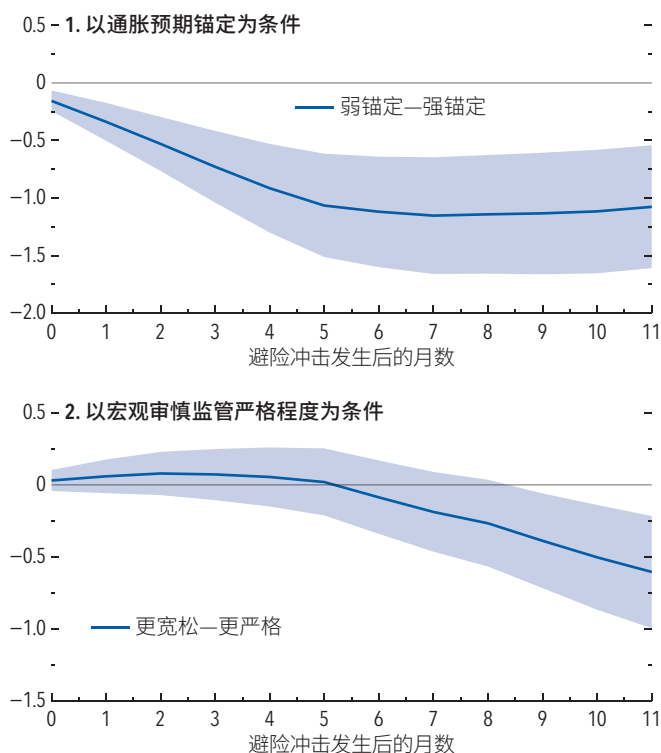 1. 以通胀预期锚定为条件
0.5
0
−0.5
−1.0
−1.5
−2.0
弱锚定—强锚定
0 1 2 3 4 5 6 7 8 9 10 11
避险冲击发生后的月数
2. 以宏观审慎监管严格程度为条件
0.5
0
−0.5
−1.0
−1.5
更宽松—更严格
0 1 2 3 4 5 6 7 8 9 10 11
避险冲击发生后的月数